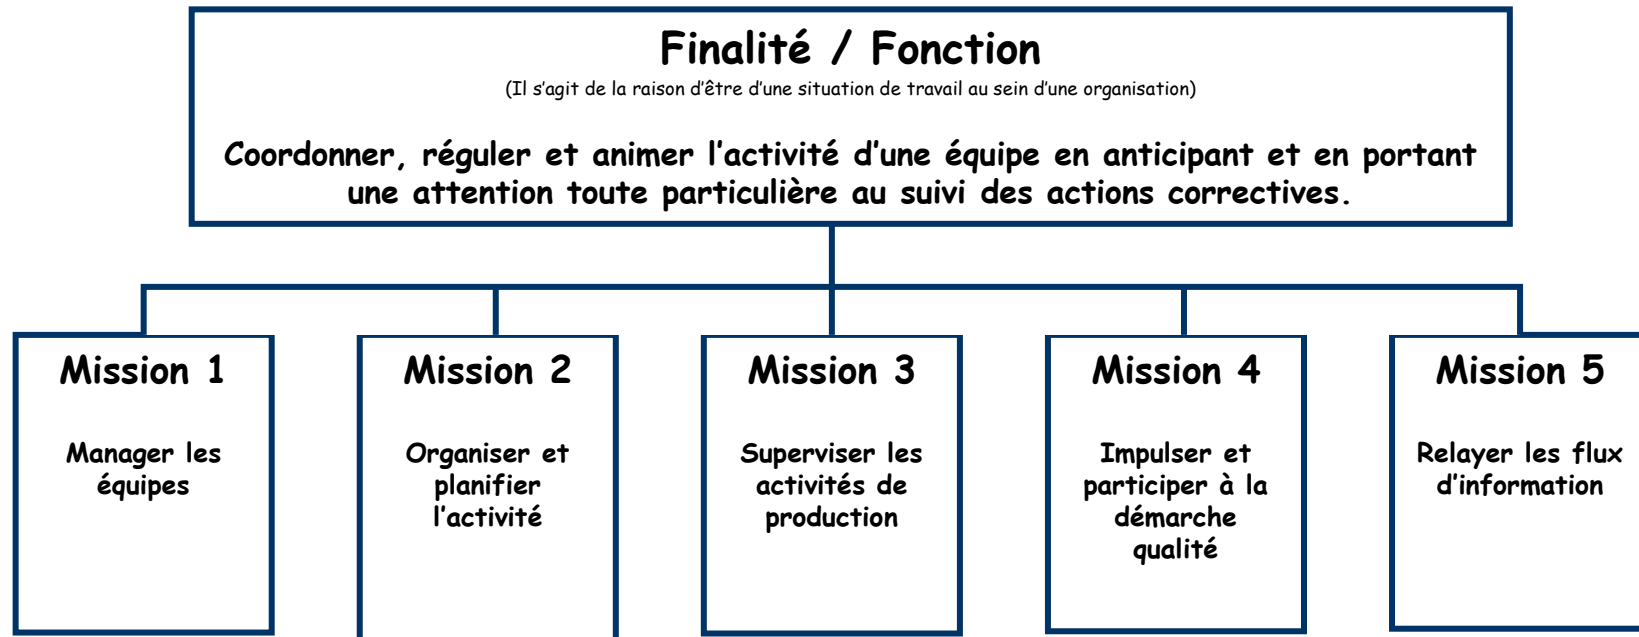 Finalité / Fonction
(Il s’agit de la raison d’être d’une situation de travail au sein d’une organisation)
Coordonner, réguler et animer l’activité d’une équipe en anticipant et en portant
une attention toute particulière au suivi des actions correctives.
Mission 1
Manager les
équipes
Mission 2
Organiser et
planifier
l’activité
Mission 3
Superviser les
activités de
production
Mission 4
Impulser et
participer à la
démarche
qualité
Mission 5
Relayer les flux
d’information